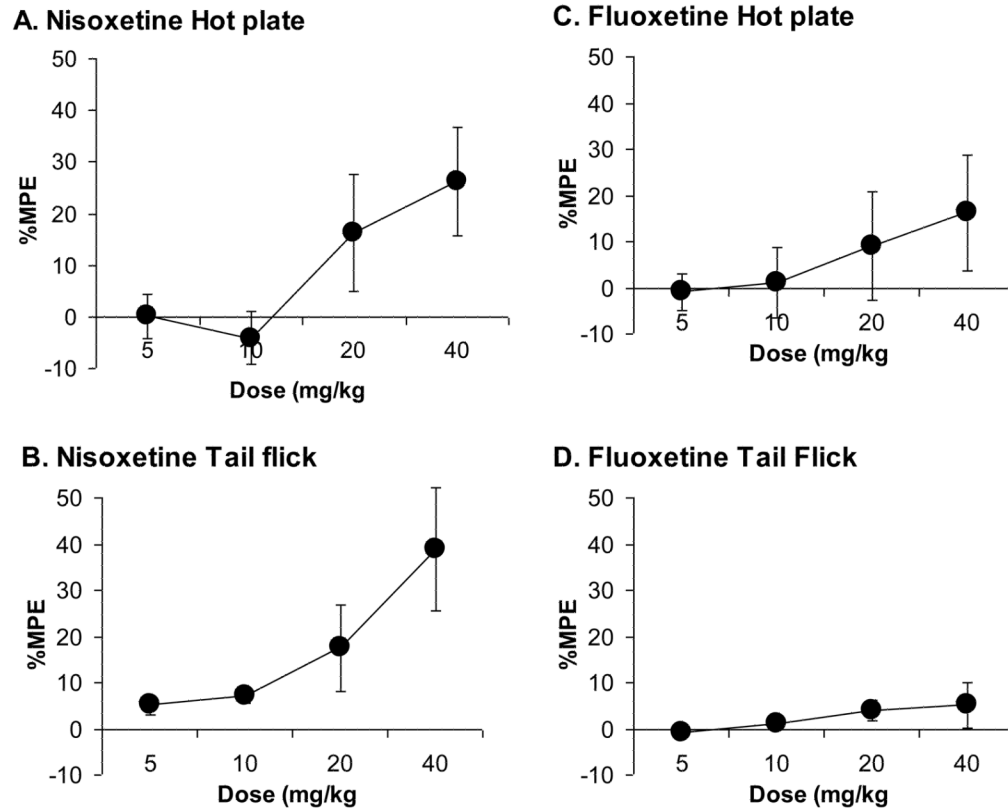 A. Nisoxetine Hot plate
50
40
30
20
10
0
-10
%MPE
5 10 20 40
Dose (mg/kg
C. Fluoxetine Hot plate
50
40
30
20
10
0
-10
%MPE
5 10 20 40
Dose (mg/kg
B. Nisoxetine Tail flick
50
40
30
20
10
0
-10
%MPE
5 10 20 40
Dose (mg/kg
D. Fluoxetine Tail Flick
50
40
30
20
10
0
-10
%MPE
5 10 20 40
Dose (mg/kg